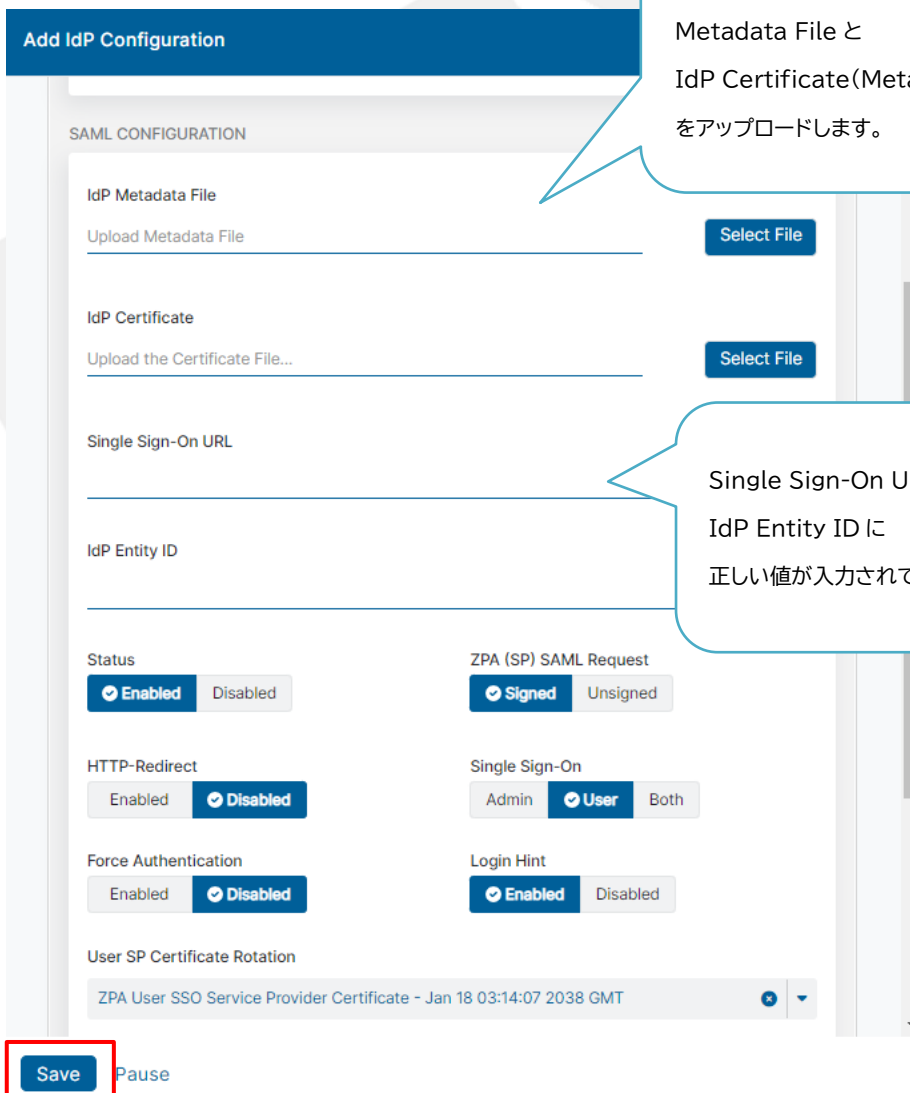 Add IdP Configuration
Metadata File と
IdP Certificate(Meta
をアップロードします。
SAML CONFIGURATION
IdP Metadata File
Upload Metadata File
Select File
IdP Certificate
Upload the Certificate File...
Select File
Single Sign-On URL
Single Sign-On U
IdP Entity ID に
正しい値が入力されて
IdP Entity ID
Status
ZPA (SP) SAML Request
Enabled Disabled
Signed Unsigned
HTTP-Redirect
Single Sign-On
Enabled Disabled
Admin User Both
Force Authentication
Login Hint
Enabled Disabled
Enabled Disabled
User SP Certificate Rotation
ZPA User SSO Service Provider Certificate - Jan 18 03:14:07 2038 GMT
Save Pause